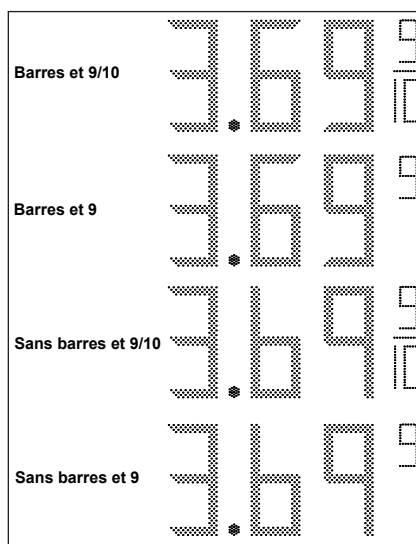 Barres et 9/10 3.69 9/10
Barres et 9 3.69 9
Sans barres et 9/10 3.69 9/10
Sans barres et 9 3.69 9